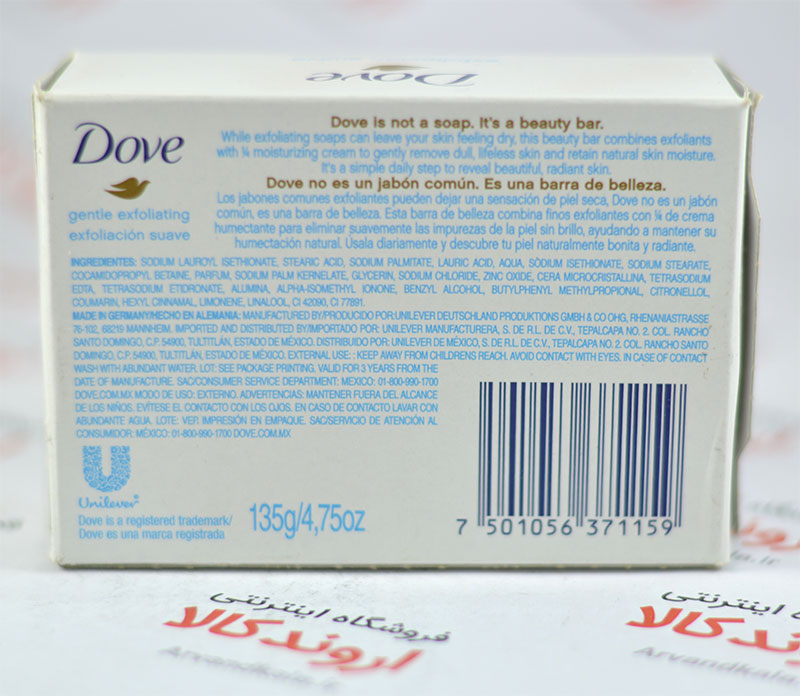 Dove
Dove
gentle exfoliating
exfoliación suave
Dove is not a soap. It's a beauty bar.
While exfoliating soaps can leave your skin feeling dry, this beauty bar combines exfoliants
with ¼ moisturizing cream to gently remove dull, lifeless skin and retain natural skin moisture.
It's a simple daily step to reveal beautiful, radiant skin.
Dove no es un jabón común. Es una barra de belleza.
Los jabones comunes exfoliantes pueden dejar una sensación de piel seca, Dove no es un jabón
común, es una barra de belleza. Esta barra de belleza combina finos exfoliantes con ¼ de crema
humectante para eliminar suavemente las impurezas de la piel sin brillo, ayudando a mantener su
humectación natural. Úsala diariamente y descubre tu piel naturalmente bonita y radiante.
INGREDIENTES: SODIUM LAUROYL ISETHIONATE, STEARIC ACID, SODIUM PALMITATE, LAURIC ACID, AQUA, SODIUM ISETHIONATE, SODIUM STEARATE,
COCAMIDOPROPYL BETAINE, PARFUM, SODIUM PALM KERNELATE, GLYCERIN, SODIUM CHLORIDE, ZINC OXIDE, CERA MICROCRISTALLINA, TETRASODIUM
EDTA, TETRASODIUM ETIDRONATE, ALUMINA, ALPHA-ISOMETHYL IONONE, BENZYL ALCOHOL, BUTYLPHENYL METHYLPROPIONAL, CITRONELLOL,
COUMARIN, HEXYL CINNAMAL, LIMONENE, LINALOOL, CI 42090, CI 77891.
MADE IN GERMANY/HECHO EN ALEMANIA: MANUFACTURED BY/PRODUCIDO POR:UNILEVER DEUTSCHLAND PRODUKTIONS GMBH & CO OHG, RHENANIASTRASSE
76-102, 68219 MANNHEIM. IMPORTED AND DISTRIBUTED BY/IMPORTADO POR: UNILEVER MANUFACTURERA, S. DE R.L. DE C.V., TEPALCAPA NO. 2. COL. RANCHO
SANTO DOMINGO, C.P. 54900, TULTITLÁN, ESTADO DE MÉXICO. DISTRIBUIDO POR: UNILEVER DE MÉXICO, S. DE R.L. DE C.V., TEPALCAPA NO. 2. COL. RANCHO SANTO
DOMINGO, C.P. 54900, TULTITLÁN, ESTADO DE MÉXICO. EXTERNAL USE: : KEEP AWAY FROM CHILDRENS REACH. AVOID CONTACT WITH EYES. IN CASE OF CONTACT
WASH WITH ABUNDANT WATER. LOT: SEE PACKAGE PRINTING. VALID FOR 3 YEARS FROM THE
DATE OF MANUFACTURE. SAC/CONSUMER SERVICE DEPARTMENT: MEXICO: 01-800-990-1700
DOVE.COM.MX MODO DE USO: EXTERNO. ADVERTENCIAS: MANTENER FUERA DEL ALCANCE
DE LOS NIÑOS. EVÍTESE EL CONTACTO CON LOS OJOS. EN CASO DE CONTACTO LAVAR CON
ABUNDANTE AGUA. LOTE: VER IMPRESIÓN EN EMPAQUE. SAC/SERVICIO DE ATENCIÓN AL
CONSUMIDOR: MÉXICO: 01-800-990-1700 DOVE.COM.MX
Unilever
Dove is a registered trademark/
Dove es una marca registrada
135g/4,75oz
7 501056 371159
فروشگاه اینترنتی
اروند کالا
Arvandkala.ir
فروشگاه اینترنتی
اروند کالا
Arvandkala